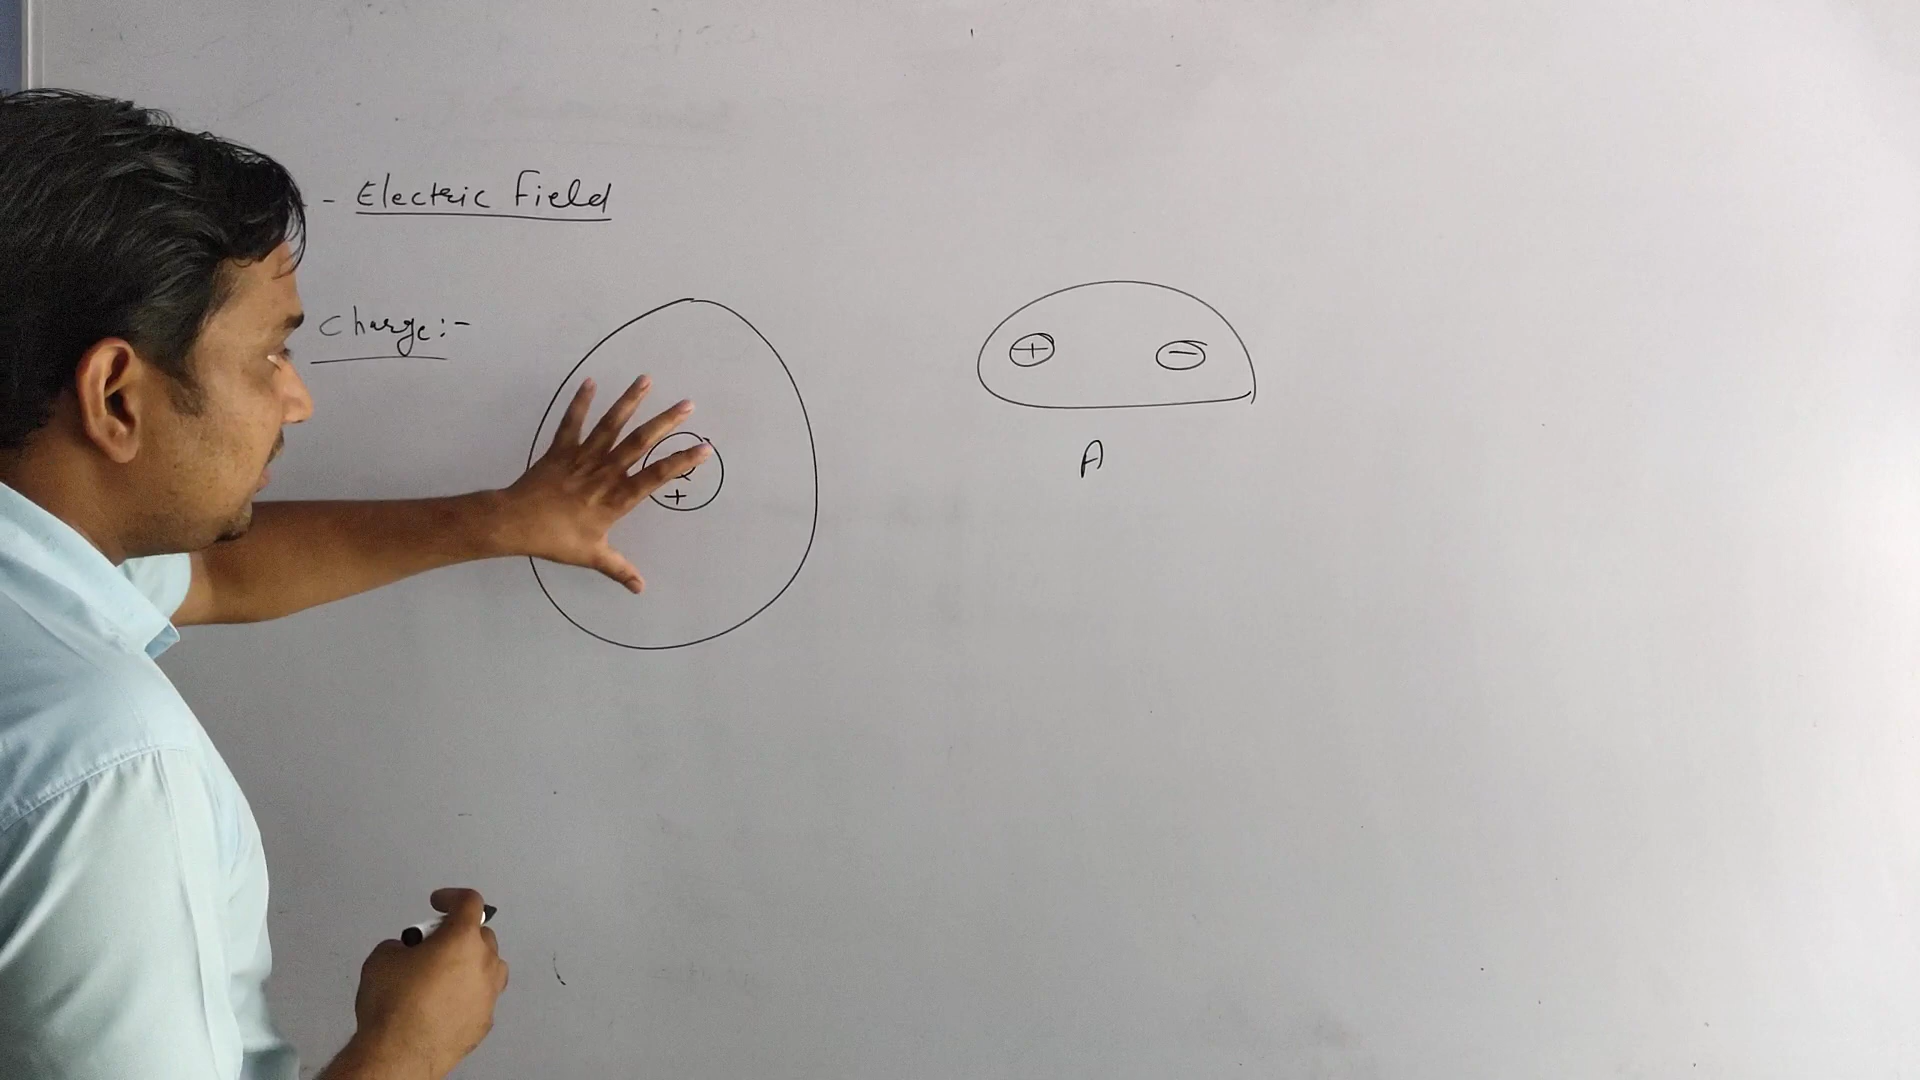 - Electric Field
Charge:-
+ -
+
A